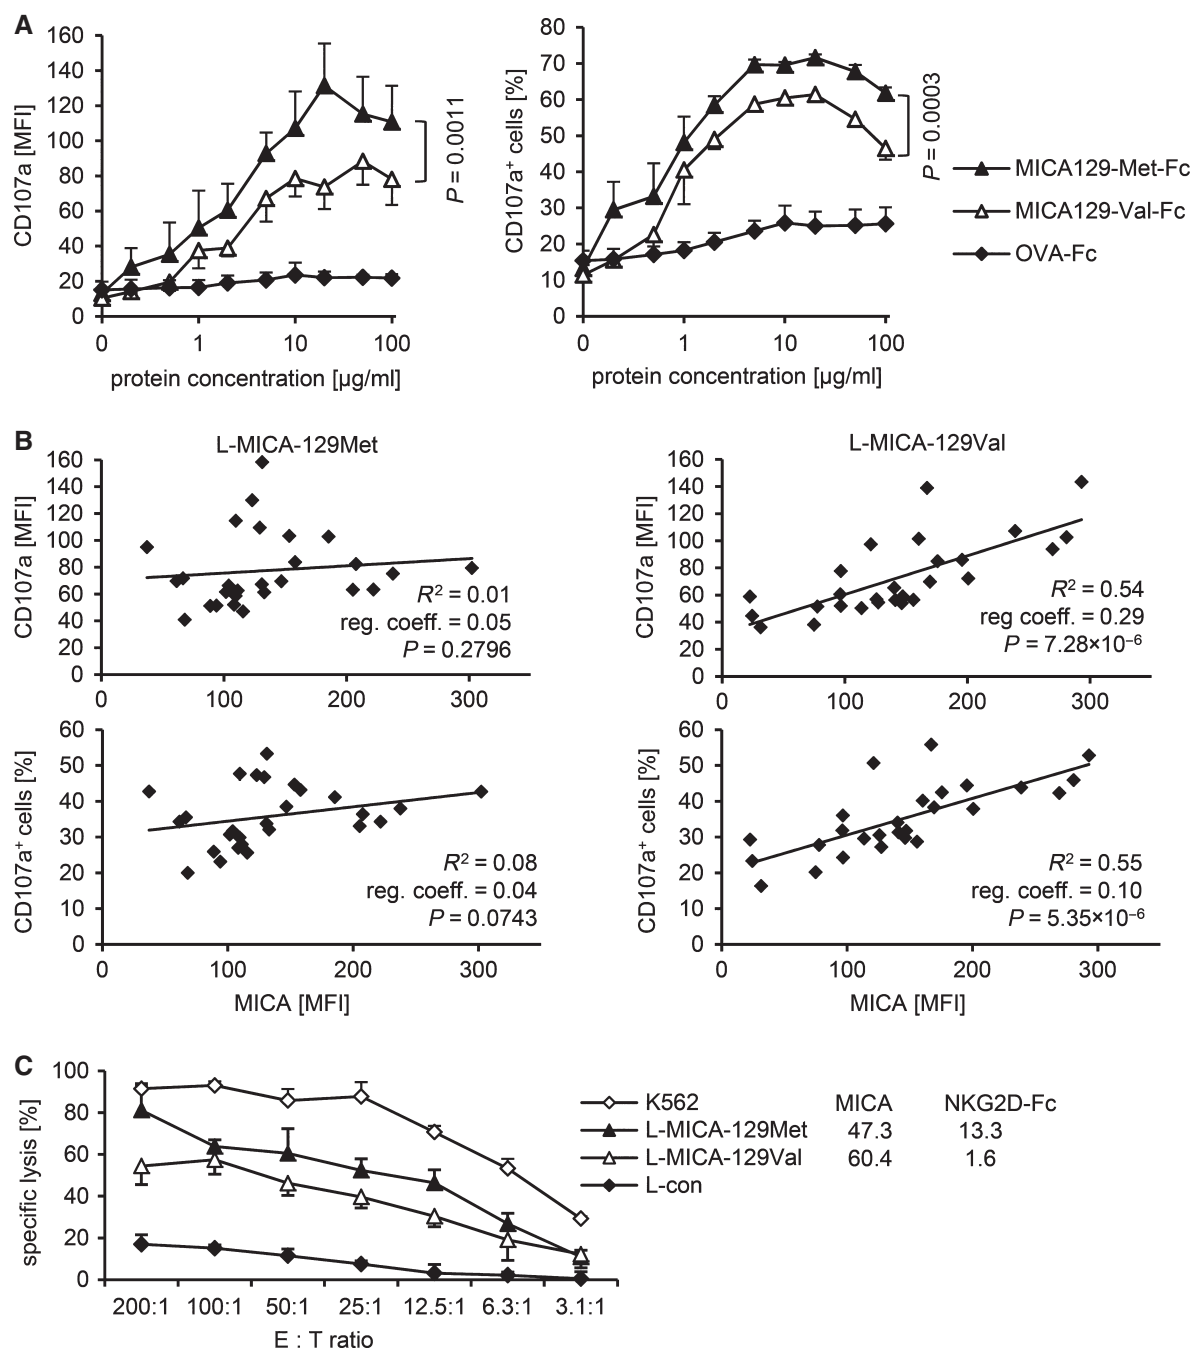 A
160
140
120
100
80
60
40
20
0
CD107a [MFI]
P = 0.0011
0 1 10 100
protein concentration [µg/ml]
80
70
60
50
40
30
20
10
0
CD107a⁺ cells [%]
P = 0.0003
0 1 10 100
protein concentration [µg/ml]
MICA129-Met-Fc
MICA129-Val-Fc
OVA-Fc
B
L-MICA-129Met
160
140
120
100
80
60
40
20
0
CD107a [MFI]
R² = 0.01
reg. coeff. = 0.05
P = 0.2796
0 100 200 300
L-MICA-129Val
160
140
120
100
80
60
40
20
0
CD107a [MFI]
R² = 0.54
reg coeff. = 0.29
P = 7.28×10⁻⁶
0 100 200 300
60
50
40
30
20
10
0
CD107a⁺ cells [%]
R² = 0.08
reg. coeff. = 0.04
P = 0.0743
0 100 200 300
MICA [MFI]
60
50
40
30
20
10
0
CD107a⁺ cells [%]
R² = 0.55
reg. coeff. = 0.10
P = 5.35×10⁻⁶
0 100 200 300
MICA [MFI]
C
100
80
60
40
20
0
specific lysis [%]
200:1 100:1 50:1 25:1 12.5:1 6.3:1 3.1:1
E : T ratio
K562 MICA NKG2D-Fc
L-MICA-129Met 47.3 13.3
L-MICA-129Val 60.4 1.6
L-con